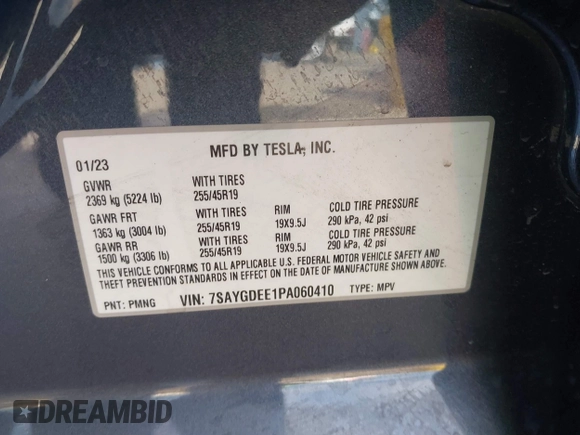 MFD BY TESLA, INC.
01/23
GVWR WITH TIRES
2369 kg (5224 lb) 255/45R19
GAWR FRT WITH TIRES RIM COLD TIRE PRESSURE
1363 kg (3004 lb) 255/45R19 19X9.5J 290 kPa, 42 psi
GAWR RR WITH TIRES RIM COLD TIRE PRESSURE
1500 kg (3306 lb) 255/45R19 19X9.5J 290 kPa, 42 psi
THIS VEHICLE CONFORMS TO ALL APPLICABLE U.S. FEDERAL MOTOR VEHICLE SAFETY AND
THEFT PREVENTION STANDARDS IN EFFECT ON THE DATE OF MANUFACTURE SHOWN ABOVE.
PNT: PMNG VIN: 7SAYGDEE1PA060410 TYPE: MPV
DREAMBID